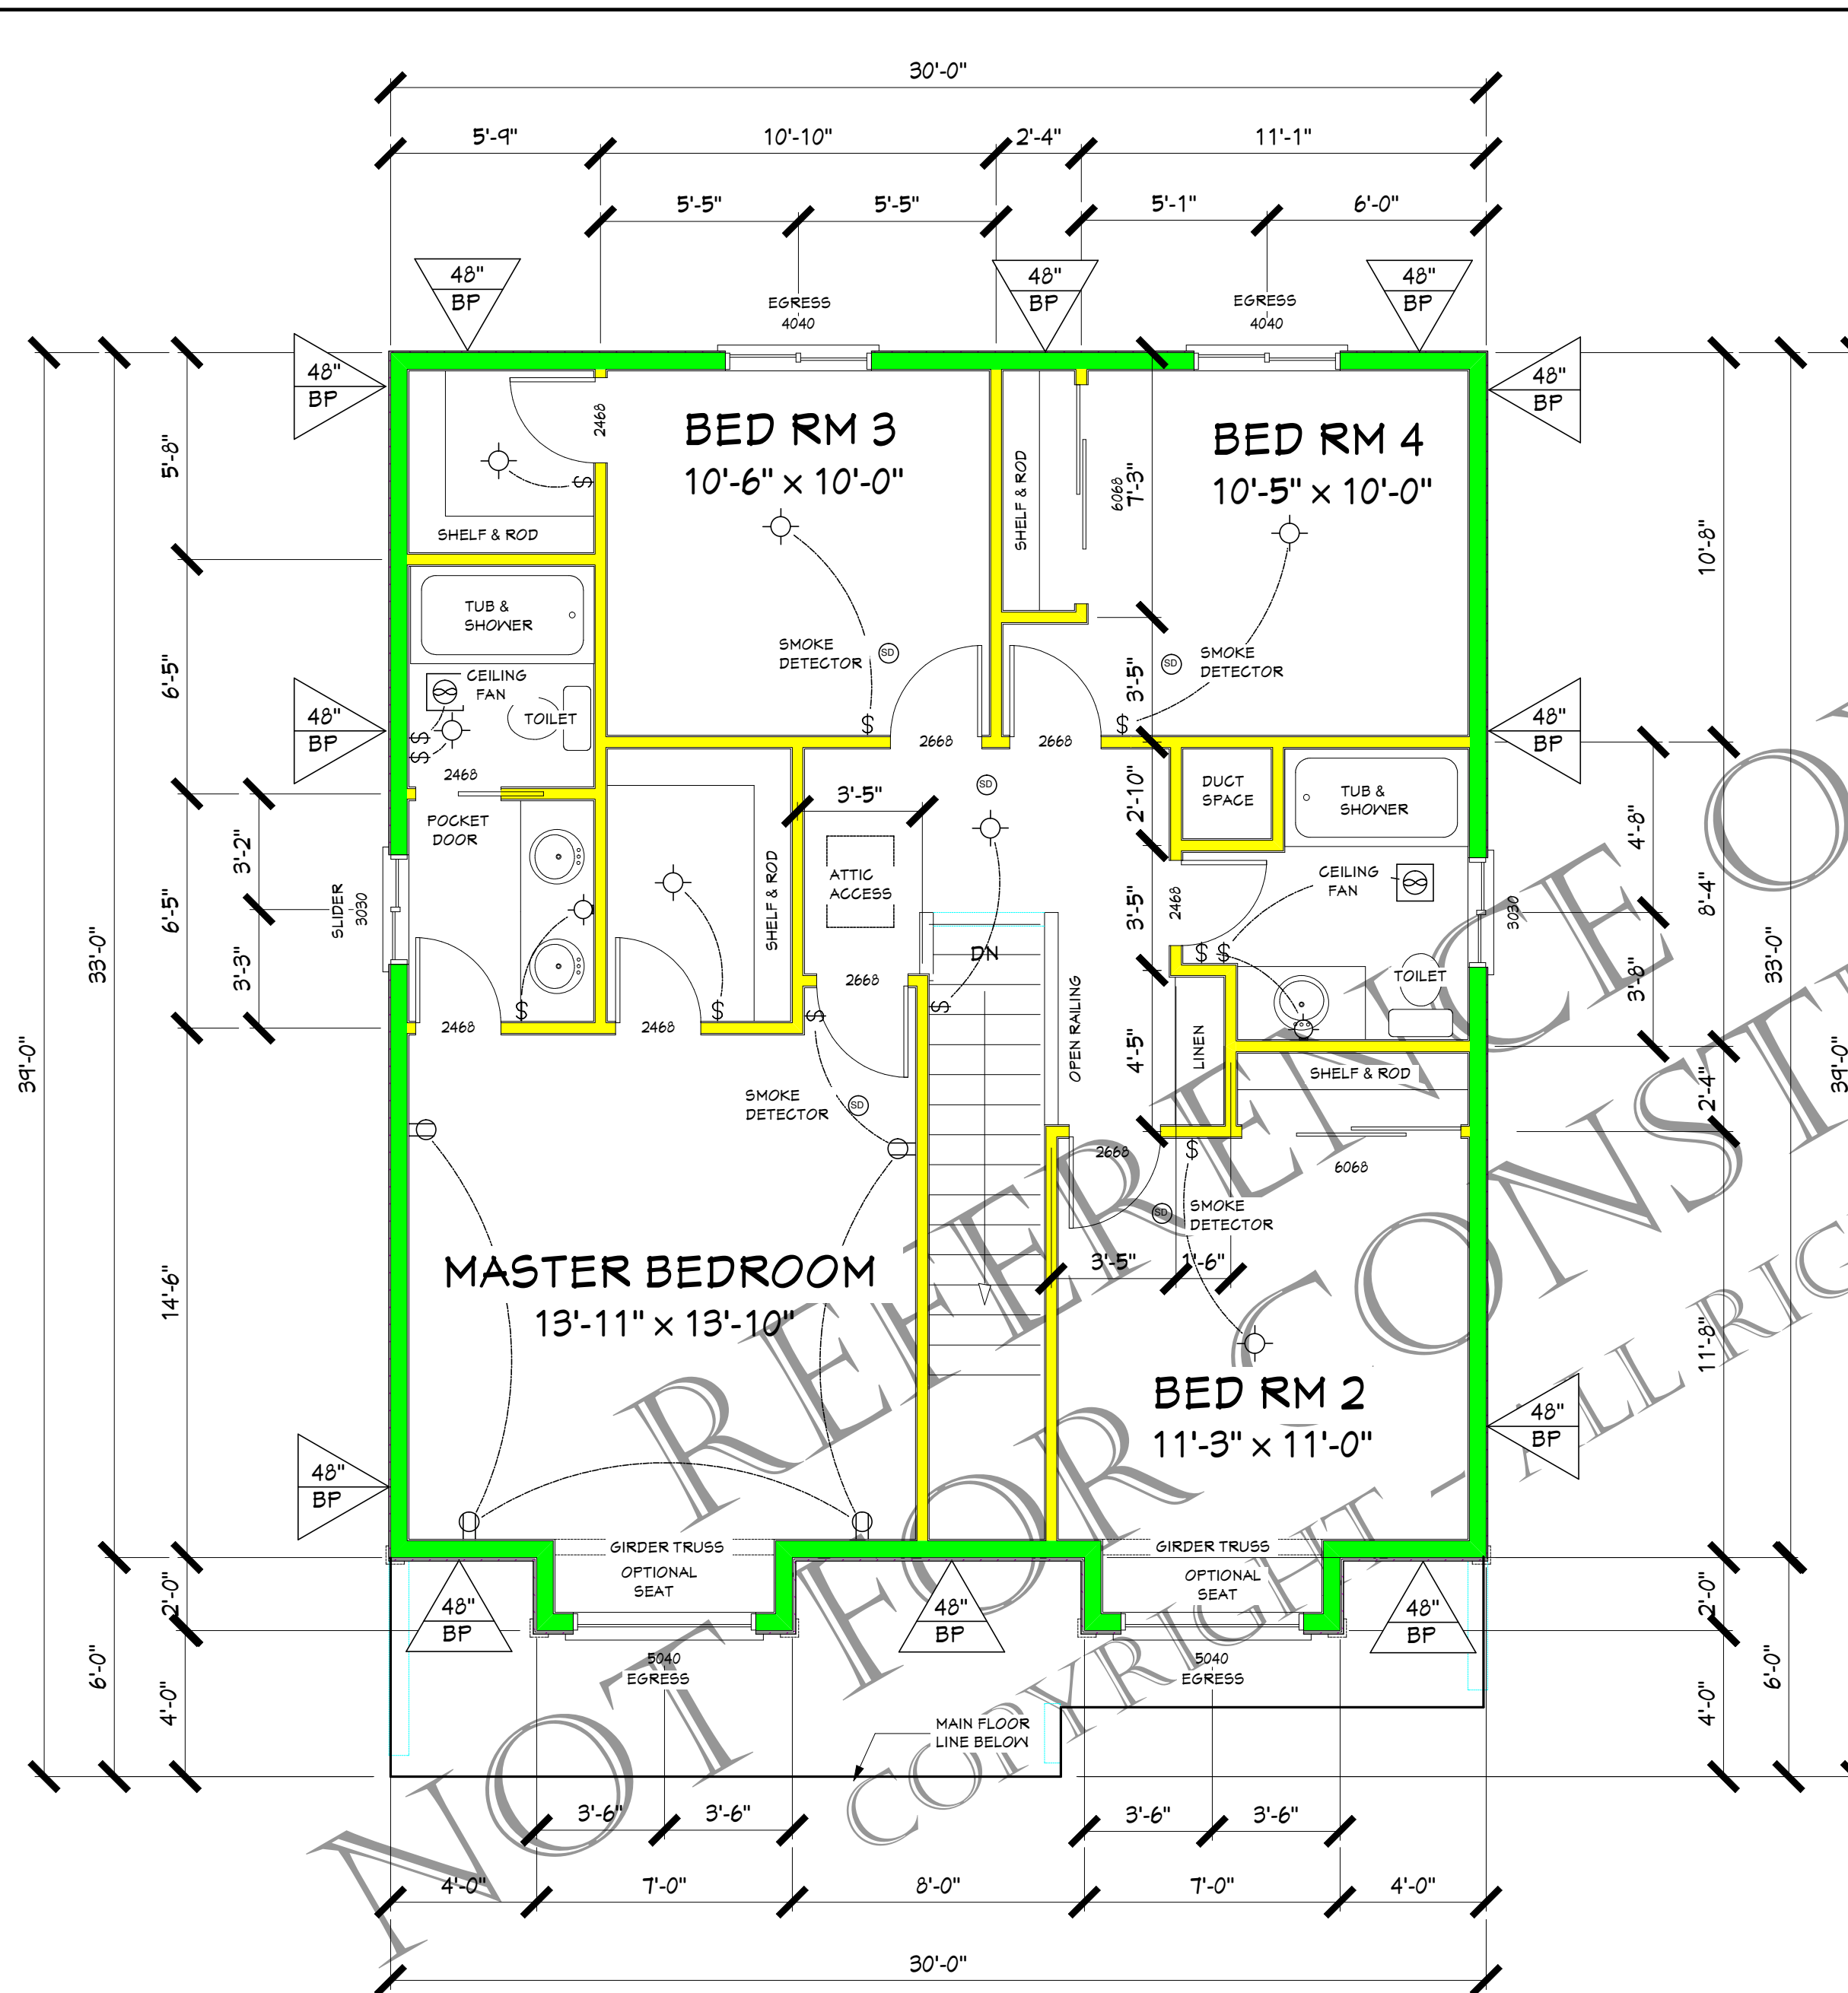 30'-0"
5'-9"
10'-10"
2'-4"
11'-1"
5'-5"
5'-5"
5'-1"
6'-0"
48"
BP
48"
BP
48"
BP
EGRESS
4040
EGRESS
4040
48"
BP
48"
BP
BED RM 3
10'-6" x 10'-0"
BED RM 4
10'-5" x 10'-0"
2468
SHELF & ROD
SHELF & ROD
6068
7'-3"
5'-8"
10'-8"
TUB &
SHOWER
CEILING
FAN
TOILET
SMOKE
DETECTOR
SD
SD
SMOKE
DETECTOR
3'-5"
6'-5"
48"
BP
48"
BP
$
$
$
$
$
2468
2668
2668
POCKET
DOOR
3'-5"
SD
2'-10"
DUCT
SPACE
TUB &
SHOWER
4'-8"
3'-2"
SLIDER
3030
6'-5"
3'-3"
SHELF & ROD
ATTIC
ACCESS
CEILING
FAN
2468
3'-5"
3030
8'-4"
3'-8"
33'-0"
33'-0"
39'-0"
39'-0"
DN
2668
$
$
$
$
$
$
TOILET
2468
2468
OPEN RAILING
4'-5"
LINEN
SHELF & ROD
2'-4"
SMOKE
DETECTOR
SD
2668
$
6068
SD
SMOKE
DETECTOR
3'-5"
1'-6"
14'-6"
11'-8"
MASTER BEDROOM
13'-11" x 13'-10"
BED RM 2
11'-3" x 11'-0"
48"
BP
48"
BP
GIRDER TRUSS
OPTIONAL
SEAT
GIRDER TRUSS
OPTIONAL
SEAT
48"
BP
48"
BP
48"
BP
2'-0"
2'-0"
6'-0"
4'-0"
4'-0"
6'-0"
5040
EGRESS
5040
EGRESS
MAIN FLOOR
LINE BELOW
3'-6"
3'-6"
3'-6"
3'-6"
4'-0"
7'-0"
8'-0"
7'-0"
4'-0"
30'-0"
REFERENCE
NOT FOR CONST
COPYRIGHT - ALL RIG